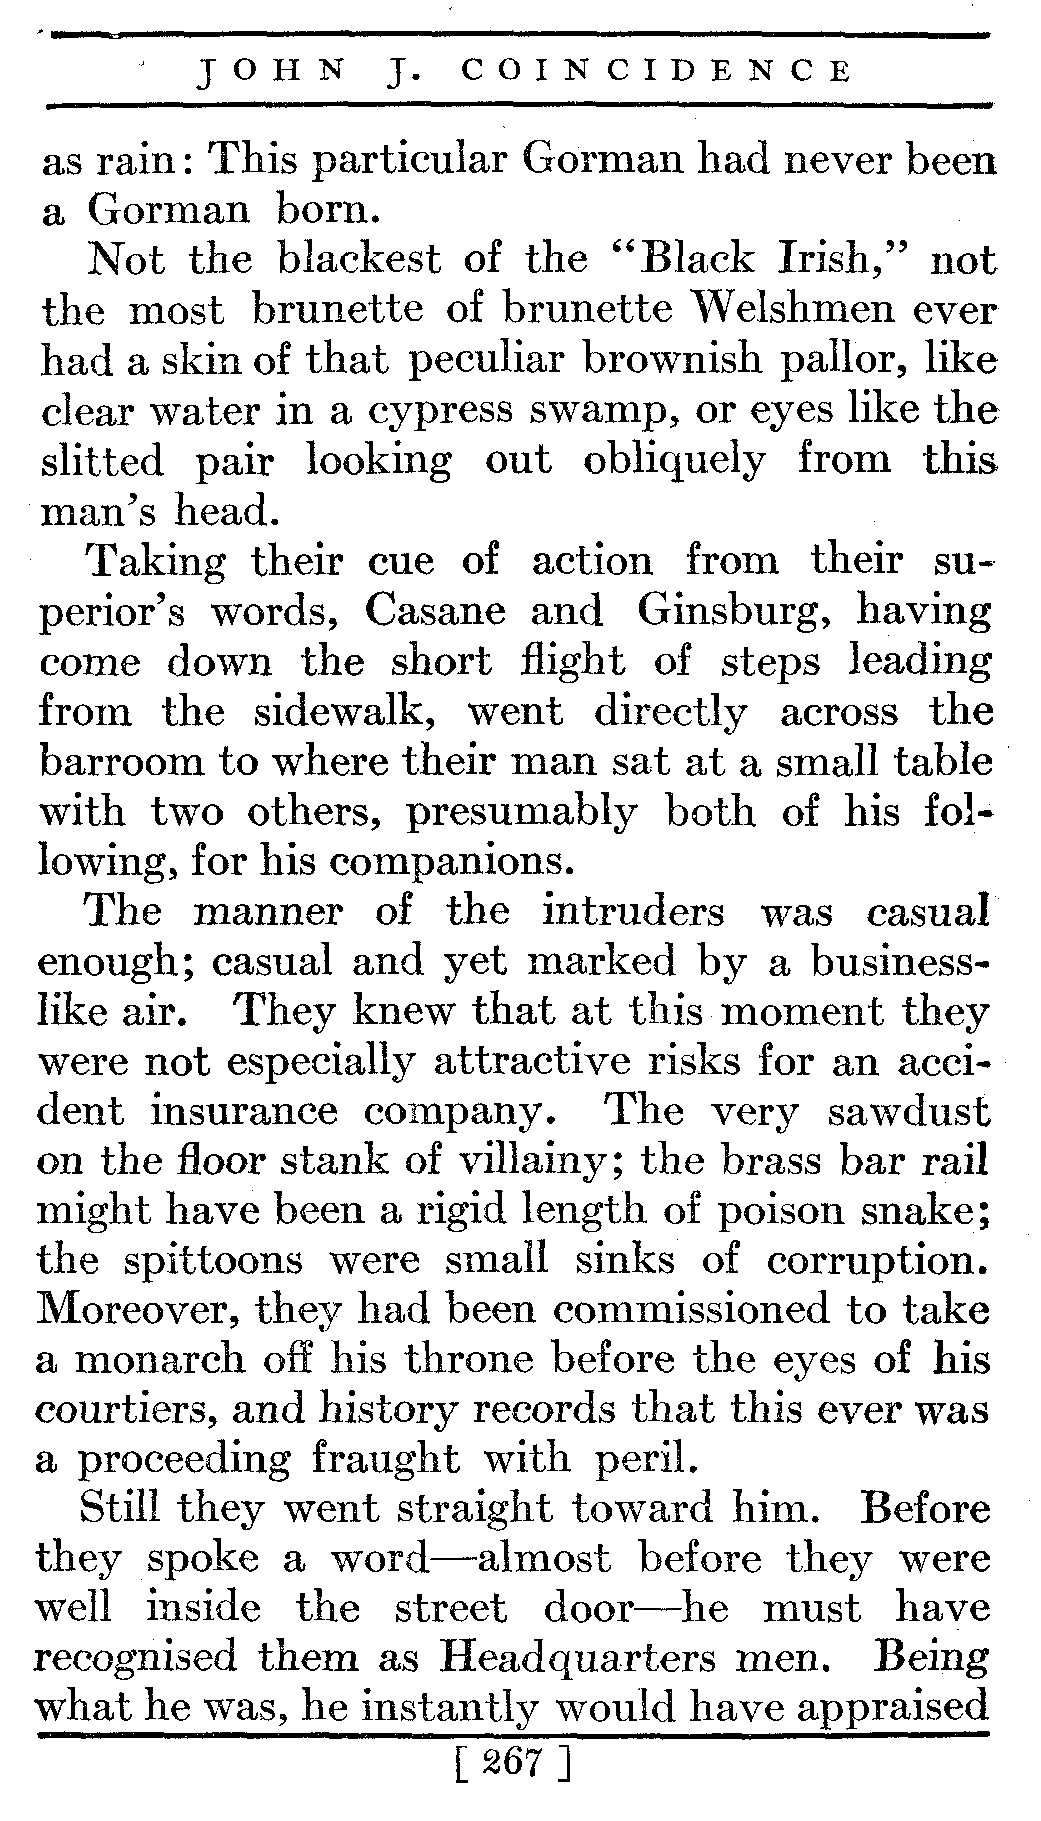 JOHN J. COINCIDENCE
as rain: This particular Gorman had never been
a Gorman born.
Not the blackest of the “Black Irish,” not
the most brunette of brunette Welshmen ever
had a skin of that peculiar brownish pallor, like
clear water in a cypress swamp, or eyes like the
slitted pair looking out obliquely from this
man’s head.
Taking their cue of action from their su-
perior’s words, Casane and Ginsburg, having
come down the short flight of steps leading
from the sidewalk, went directly across the
barroom to where their man sat at a small table
with two others, presumably both of his fol-
lowing, for his companions.
The manner of the intruders was casual
enough; casual and yet marked by a business-
like air. They knew that at this moment they
were not especially attractive risks for an acci-
dent insurance company. The very sawdust
on the floor stank of villainy; the brass bar rail
might have been a rigid length of poison snake;
the spittoons were small sinks of corruption.
Moreover, they had been commissioned to take
a monarch off his throne before the eyes of his
courtiers, and history records that this ever was
a proceeding fraught with peril.
Still they went straight toward him. Before
they spoke a word—almost before they were
well inside the street door—he must have
recognised them as Headquarters men. Being
what he was, he instantly would have appraised
[ 267 ]